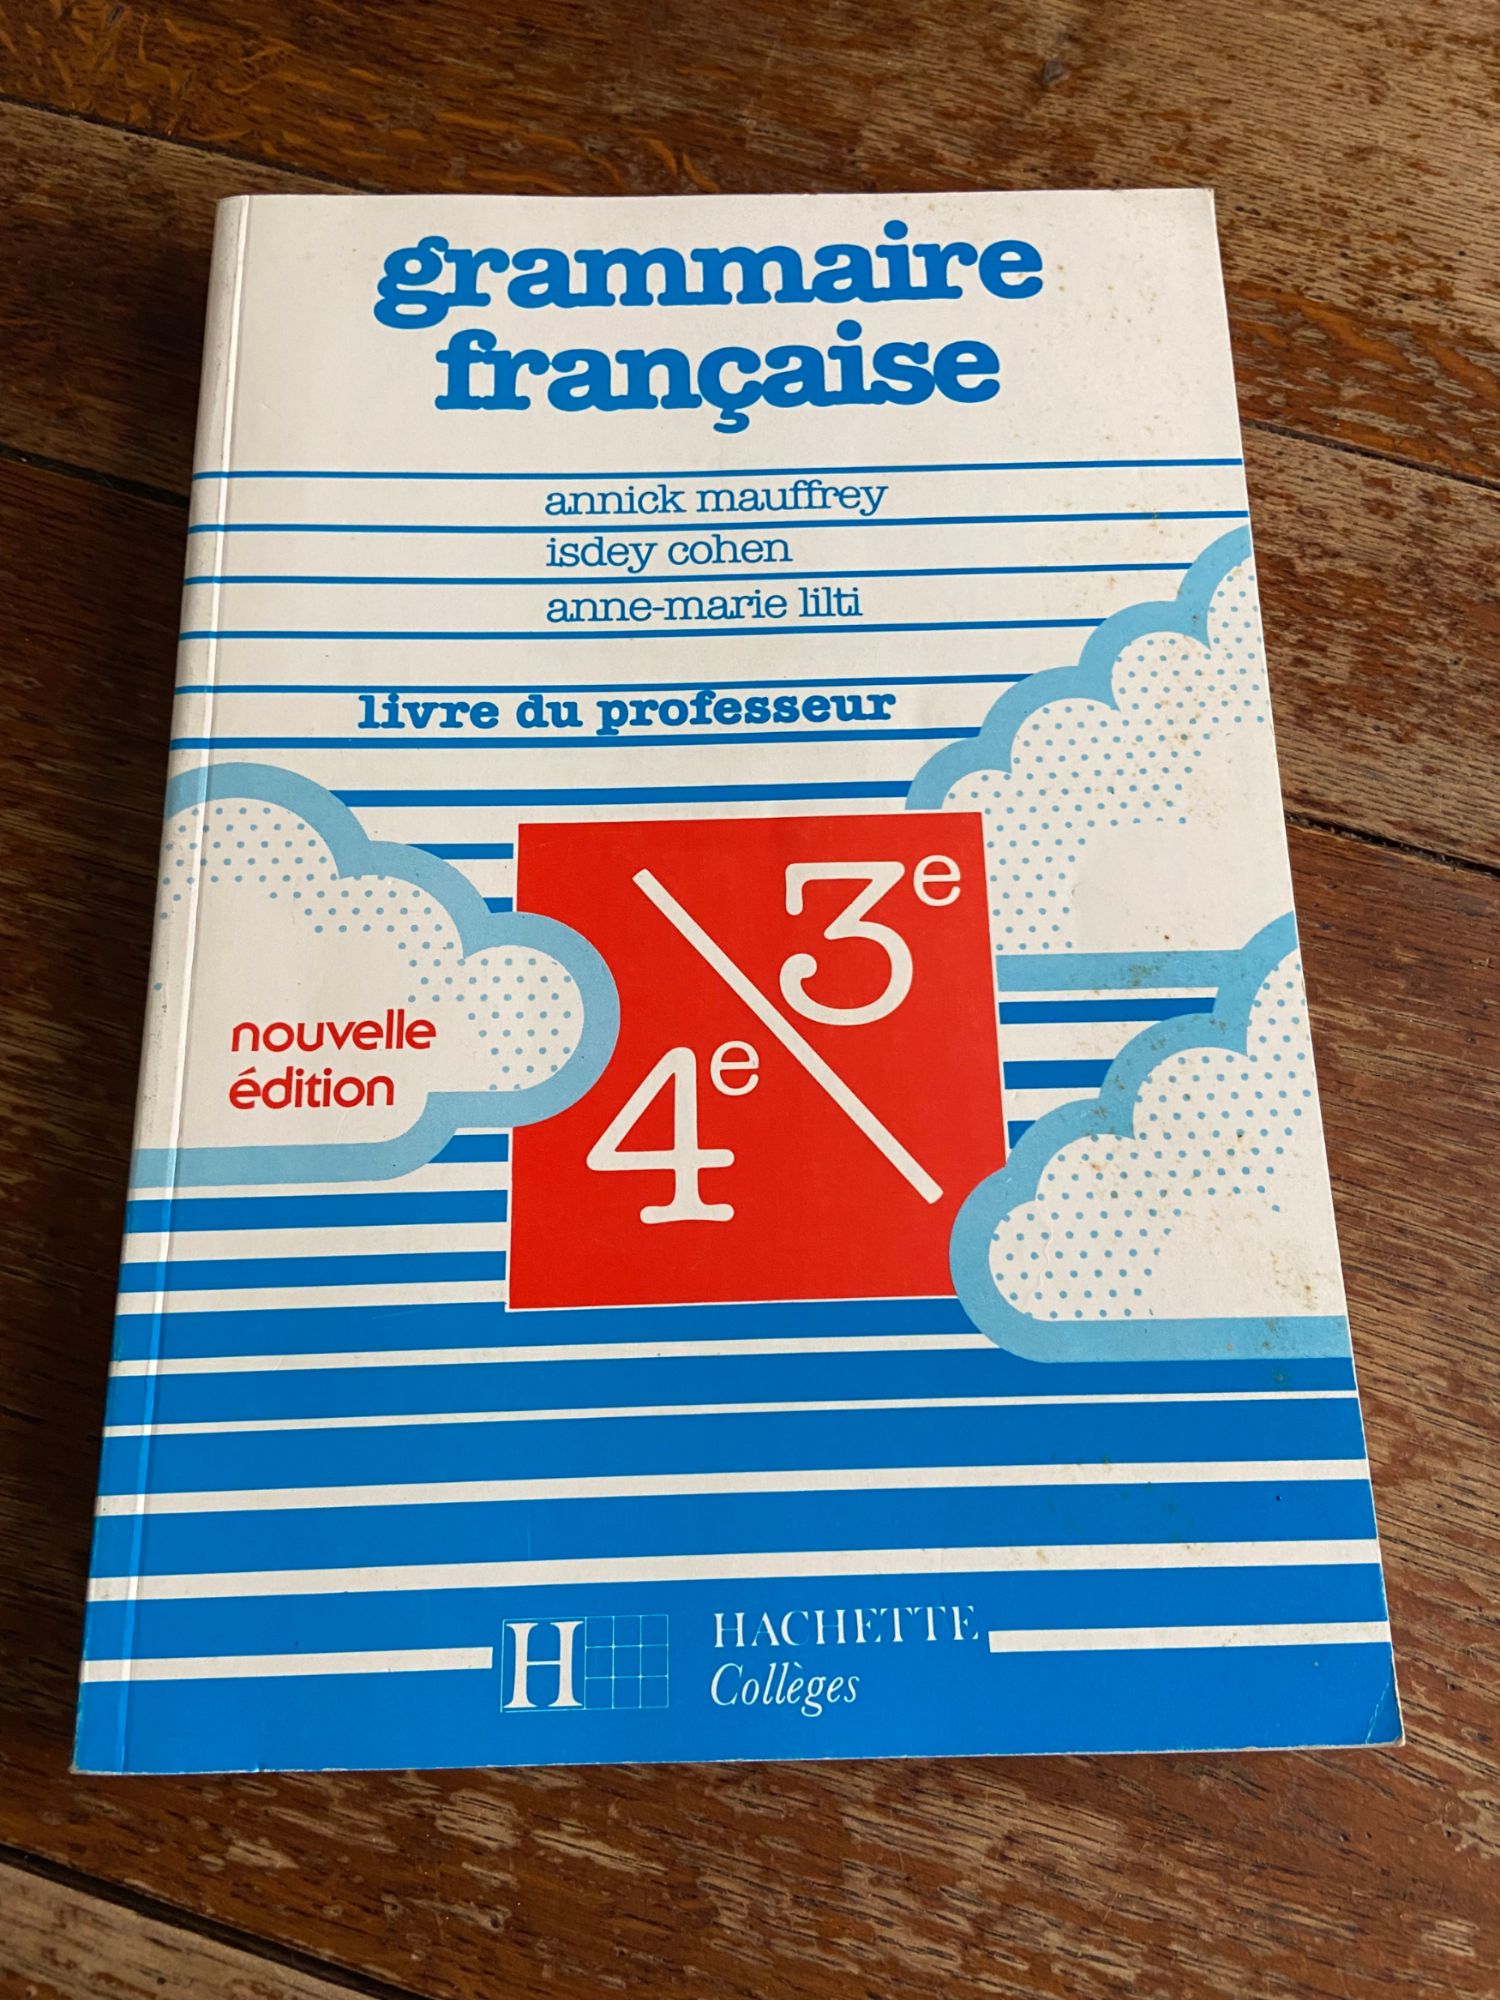 grammaire
française
annick mauffrey
isdey cohen
anne-marie lilti
livre du professeur
3e
4e
nouvelle
édition
H
HACHETTE
Collèges